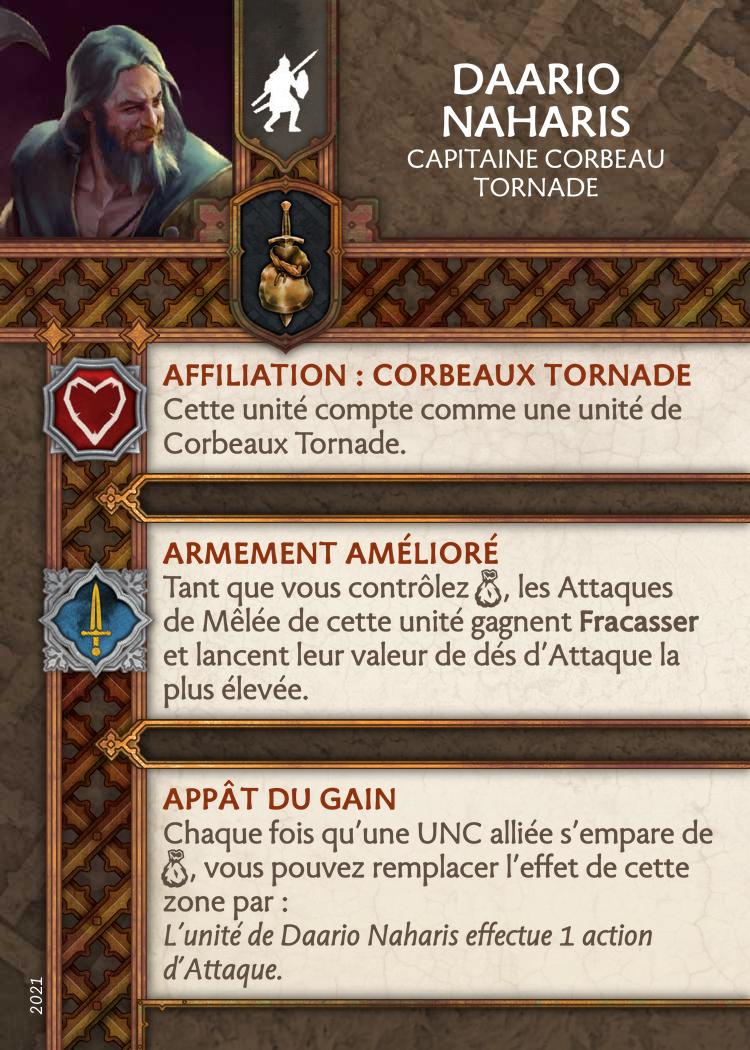 DAARIO
NAHARIS
CAPITAINE CORBEAU
TORNADE
AFFILIATION : CORBEAUX TORNADE
Cette unité compte comme une unité de
Corbeaux Tornade.
ARMEMENT AMÉLIORÉ
Tant que vous contrôlez , les Attaques
de Mêlée de cette unité gagnent Fracasser
et lancent leur valeur de dés d'Attaque la
plus élevée.
APPÂT DU GAIN
Chaque fois qu'une UNC alliée s'empare de
, vous pouvez remplacer l'effet de cette
zone par :
L'unité de Daario Naharis effectue 1 action
d'Attaque.
2021